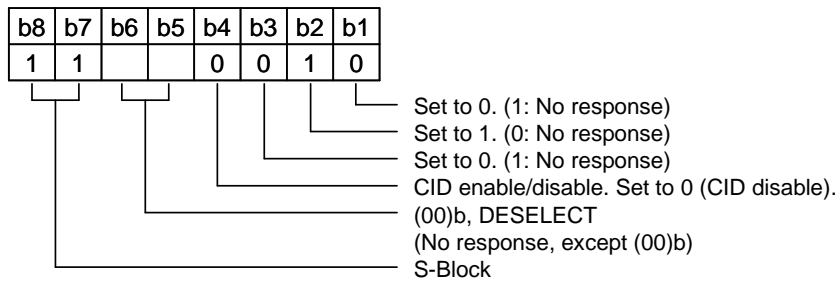 b8 b7 b6 b5 b4 b3 b2 b1
1 1 0 0 1 0
Set to 0. (1: No response)
Set to 1. (0: No response)
Set to 0. (1: No response)
CID enable/disable. Set to 0 (CID disable).
(00)b, DESELECT
(No response, except (00)b)
S-Block